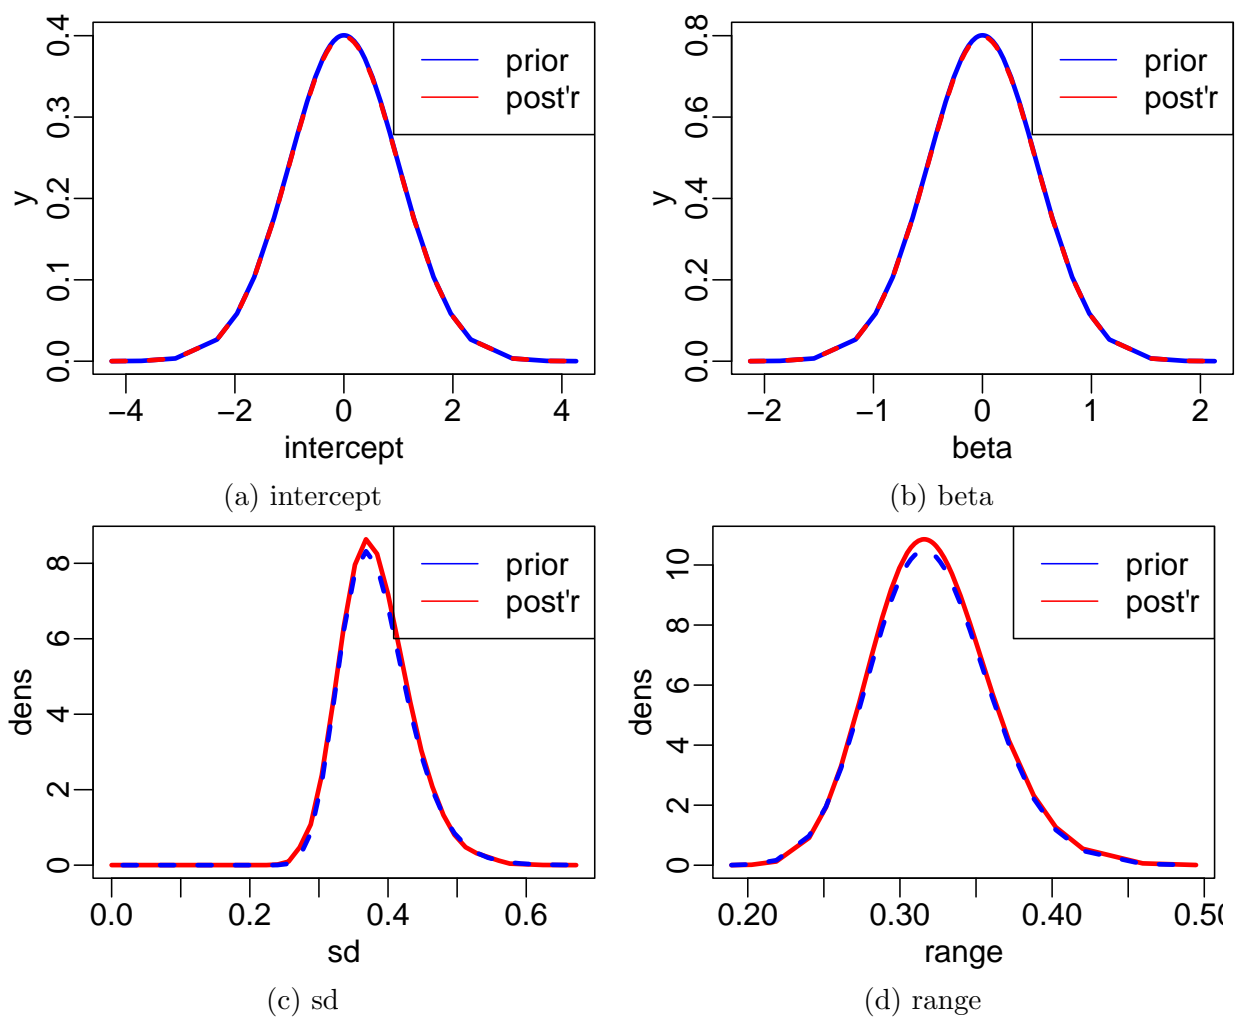 y
0.0 0.1 0.2 0.3 0.4
prior
post'r
−4 −2 0 2 4
intercept
(a) intercept
y
0.0 0.2 0.4 0.6 0.8
prior
post'r
−2 −1 0 1 2
beta
(b) beta
dens
0 2 4 6 8
prior
post'r
0.0 0.2 0.4 0.6
sd
(c) sd
dens
0 2 4 6 8 10
prior
post'r
0.20 0.30 0.40 0.50
range
(d) range